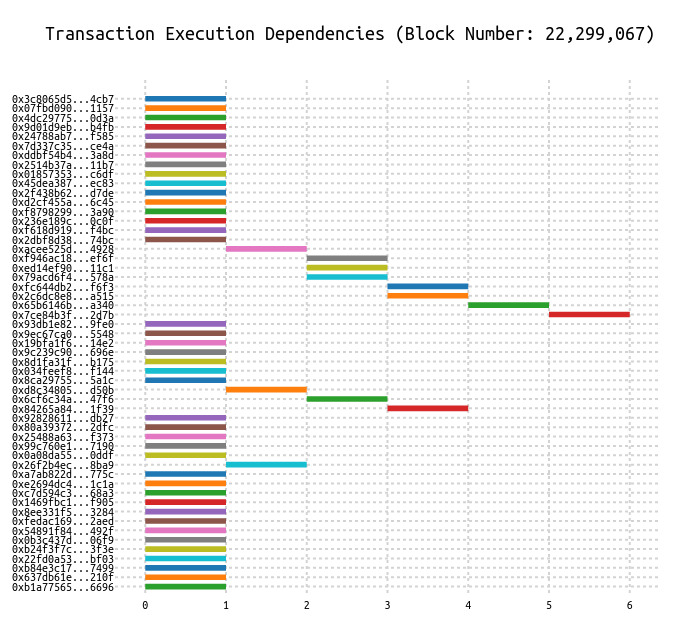 Transaction Execution Dependencies (Block Number: 22,299,067)
0x3c8065d5...4cb7
0x07fbd090...1157
0x4dc29775...0d3a
0x9d01d9eb...b4fb
0x24788ab7...f585
0x7d337c35...ce4a
0xddbf54b4...3a8d
0x2514b37a...11b7
0x01857353...c6df
0x45dea387...ec83
0x2f438b62...d7de
0xd2cf455a...6c45
0xf8798299...3a90
0x236e189c...0c0f
0xf618d919...f4bc
0x2dbf8d38...74bc
0xacee525d...4928
0xf946ac18...ef6f
0xed14ef90...11c1
0x79acd6f4...578a
0xfc644db2...f6f3
0x2c6dc8e8...a515
0x65b6146b...a340
0x7ce84b3f...2d7b
0x93db1e82...9fe0
0x9ec67ca0...5548
0x19bfa1f6...14e2
0x9c239c90...696e
0x8d1fa31f...b175
0x034feef8...f144
0x8ca29755...5a1c
0xd8c34805...d50b
0x6cf6c34a...47f6
0x84265a84...1f39
0x92828611...db27
0x80a39372...2dfc
0x25488a63...f373
0x99c760e1...7190
0x0a08da55...0ddf
0x26f2b4ec...8ba9
0xa7ab822d...775c
0xe2694dc4...1c1a
0xc7d594c3...68a3
0x1469fbc1...f905
0x8ee331f5...3284
0xfedac169...2aed
0x54891f84...492f
0x0b3c437d...06f9
0xb24f3f7c...3f3e
0x22fd0a53...bf03
0xb84e3c17...7499
0x637db61e...210f
0xb1a77565...6696
0 1 2 3 4 5 6